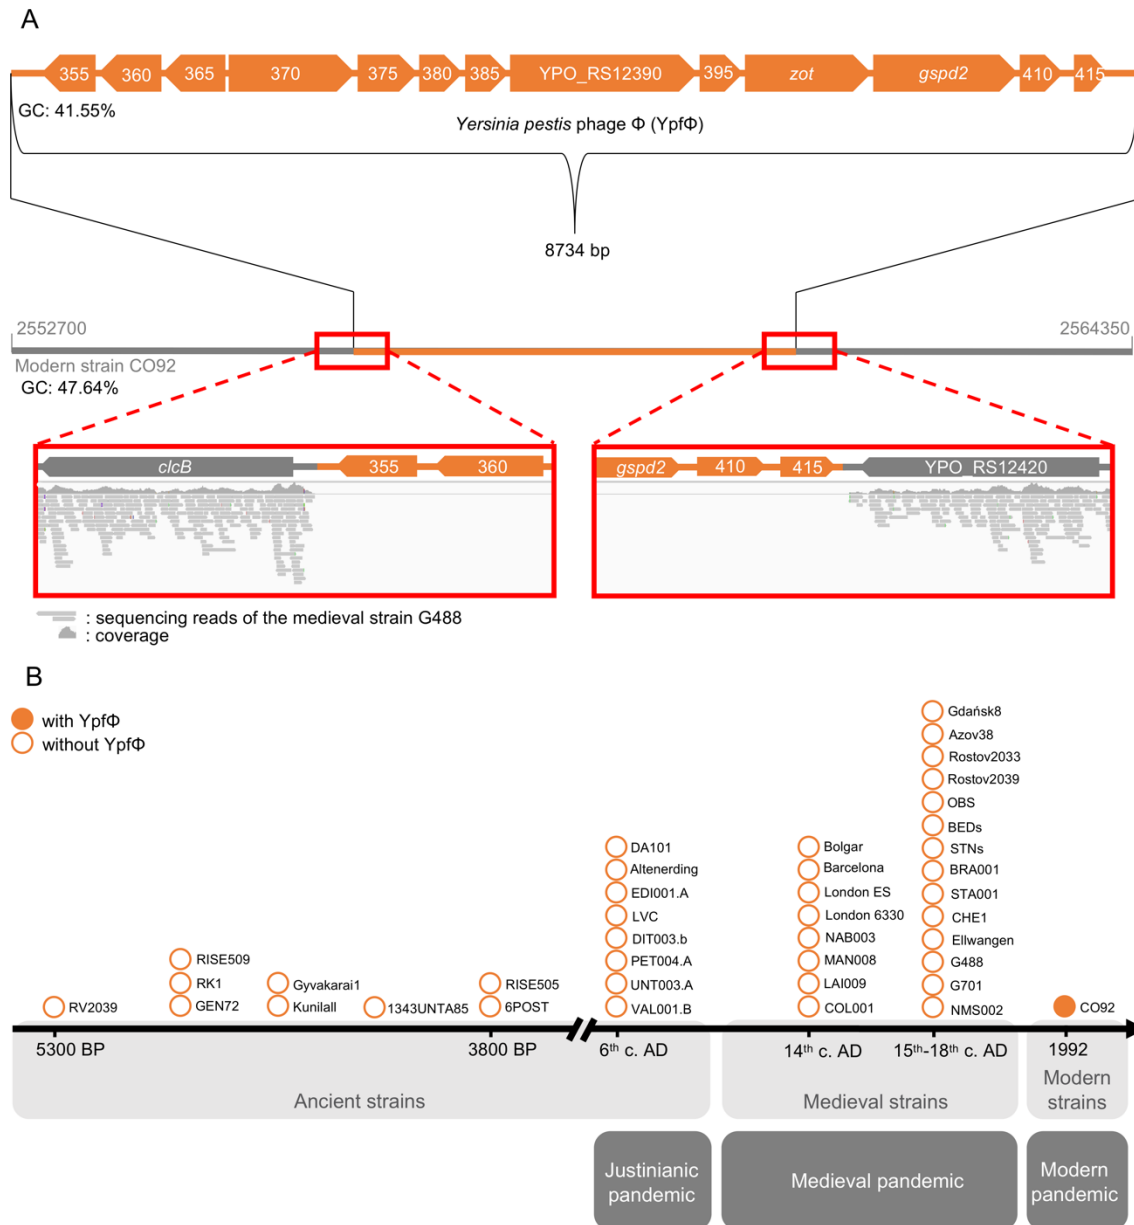 A
355 360 365 370 375 380 385 YPO_RS12390 395 zot gspd2 410 415
GC: 41.55%
Yersinia pestis phage Φ (YpfΦ)
8734 bp
2552700 2564350
Modern strain CO92
GC: 47.64%
clcB 355 360
gspd2 410 415 YPO_RS12420
: sequencing reads of the medieval strain G488
: coverage
B
with YpfΦ
without YpfΦ
RV2039
RISE509
RK1
GEN72
Gyvakarai1
KunilaII
1343UNTA85
RISE505
6POST
DA101
Altenerding
EDI001.A
LVC
DIT003.b
PET004.A
UNT003.A
VAL001.B
Bolgar
Barcelona
London ES
London 6330
NAB003
MAN008
LAI009
COL001
Gdańsk8
Azov38
Rostov2033
Rostov2039
OBS
BEDs
STNs
BRA001
STA001
CHE1
Ellwangen
G488
G701
NMS002
CO92
5300 BP 3800 BP 6th c. AD 14th c. AD 15th-18th c. AD 1992
Ancient strains
Medieval strains
Modern
strains
Justinianic
pandemic
Medieval pandemic
Modern
pandemic